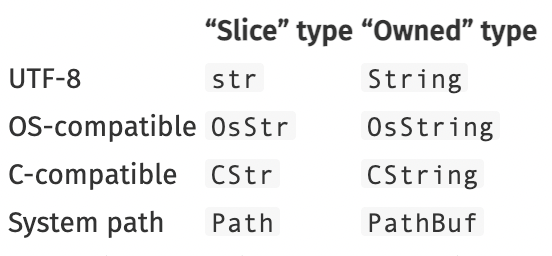 “Slice” type “Owned” type
UTF-8 str String
OS-compatible OsStr OsString
C-compatible CStr CString
System path Path PathBuf